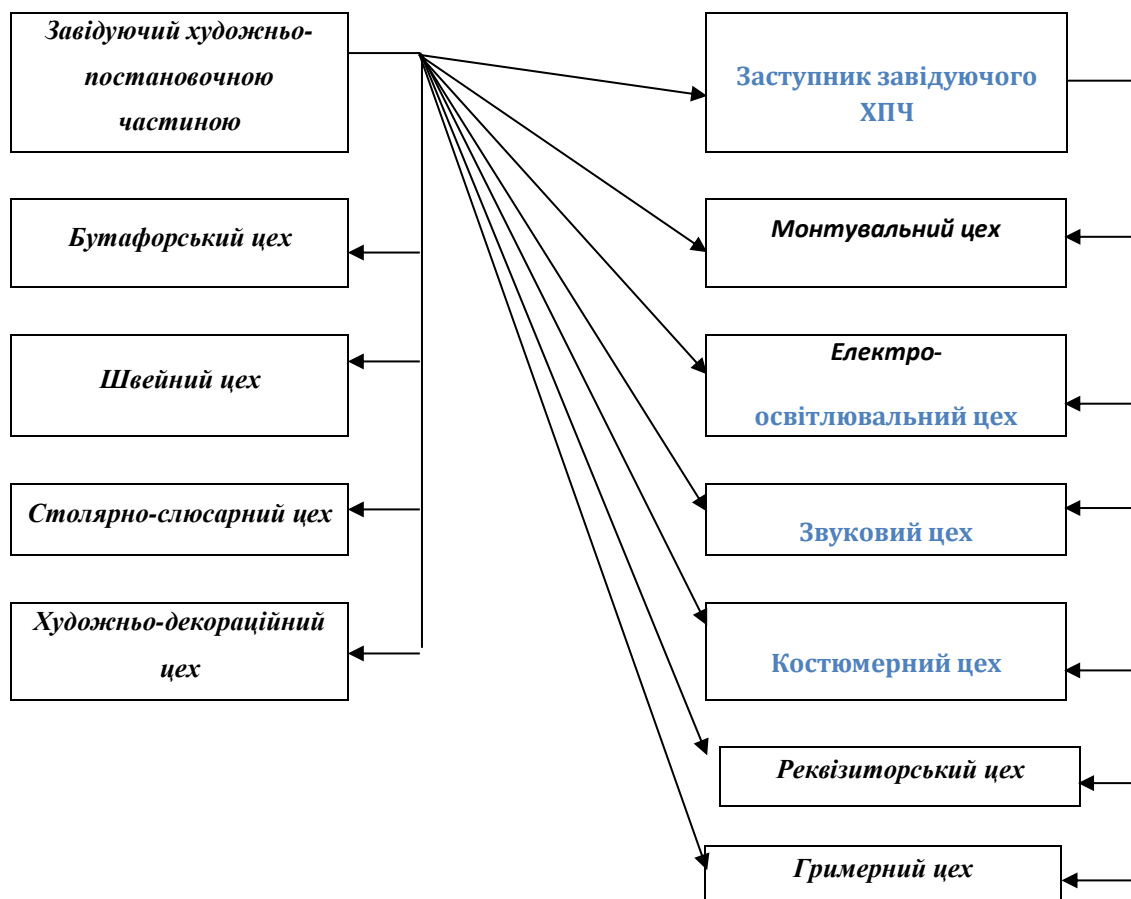 Завідуючий художньо-
постановочною
частиною
Бутафорський цех
Швейний цех
Столярно-слюсарний цех
Художньо-декораційний
цех
Заступник завідуючого
ХПЧ
Монтувальний цех
Електро-
освітлювальний цех
Звуковий цех
Костюмерний цех
Реквізиторський цех
Гримерний цех